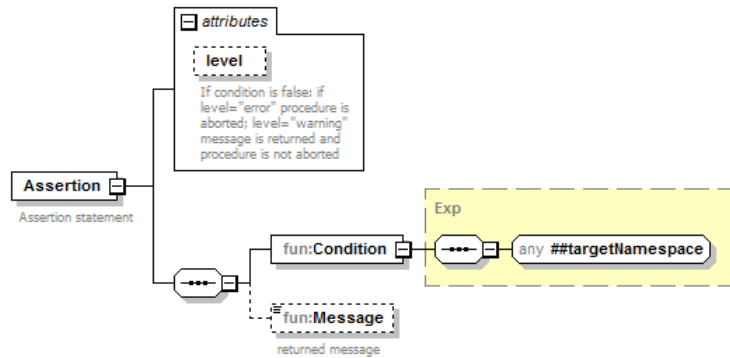 attributes
level
If condition is false: if
level="error" procedure is
aborted; level="warning"
message is returned and
procedure is not aborted
Assertion
Assertion statement
Exp
fun:Condition
any ##targetNamespace
fun:Message
returned message